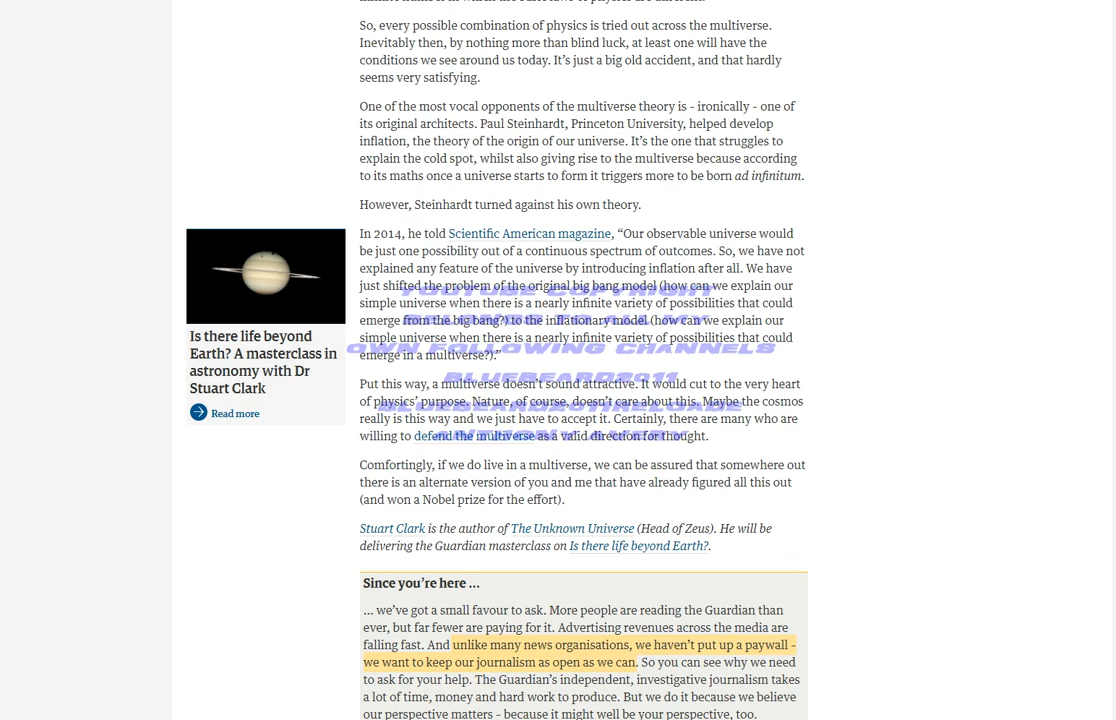 So, every possible combination of physics is tried out across the multiverse.
Inevitably then, by nothing more than blind luck, at least one will have the
conditions we see around us today. It’s just a big old accident, and that hardly
seems very satisfying.
One of the most vocal opponents of the multiverse theory is - ironically - one of
its original architects. Paul Steinhardt, Princeton University, helped develop
inflation, the theory of the origin of our universe. It’s the one that struggles to
explain the cold spot, whilst also giving rise to the multiverse because according
to its maths once a universe starts to form it triggers more to be born ad infinitum.
However, Steinhardt turned against his own theory.
In 2014, he told Scientific American magazine, “Our observable universe would
be just one possibility out of a continuous spectrum of outcomes. So, we have not
explained any feature of the universe by introducing inflation after all. We have
just shifted the problem of the original big bang model (how can we explain our
simple universe when there is a nearly infinite variety of possibilities that could
emerge from the big bang?) to the inflationary model (how can we explain our
simple universe when there is a nearly infinite variety of possibilities that could
emerge in a multiverse?).”
Put this way, a multiverse doesn’t sound attractive. It would cut to the very heart
of physics’ purpose. Nature, of course, doesn’t care about this. Maybe the cosmos
really is this way and we just have to accept it. Certainly, there are many who are
willing to defend the multiverse as a valid direction for thought.
Comfortingly, if we do live in a multiverse, we can be assured that somewhere out
there is an alternate version of you and me that have already figured all this out
(and won a Nobel prize for the effort).
Stuart Clark is the author of The Unknown Universe (Head of Zeus). He will be
delivering the Guardian masterclass on Is there life beyond Earth?.
Is there life beyond
Earth? A masterclass in
astronomy with Dr
Stuart Clark
Read more
YOUTUBE COPYRIGHT
BELONGS TO ALL MY
OWN FOLLOWING CHANNELS
BLUEBEARD2011
BLUEBEARD2011RELOADE
Since you’re here ...
... we’ve got a small favour to ask. More people are reading the Guardian than
ever, but far fewer are paying for it. Advertising revenues across the media are
falling fast. And unlike many news organisations, we haven’t put up a paywall -
we want to keep our journalism as open as we can. So you can see why we need
to ask for your help. The Guardian’s independent, investigative journalism takes
a lot of time, money and hard work to produce. But we do it because we believe
our perspective matters - because it might well be your perspective, too.